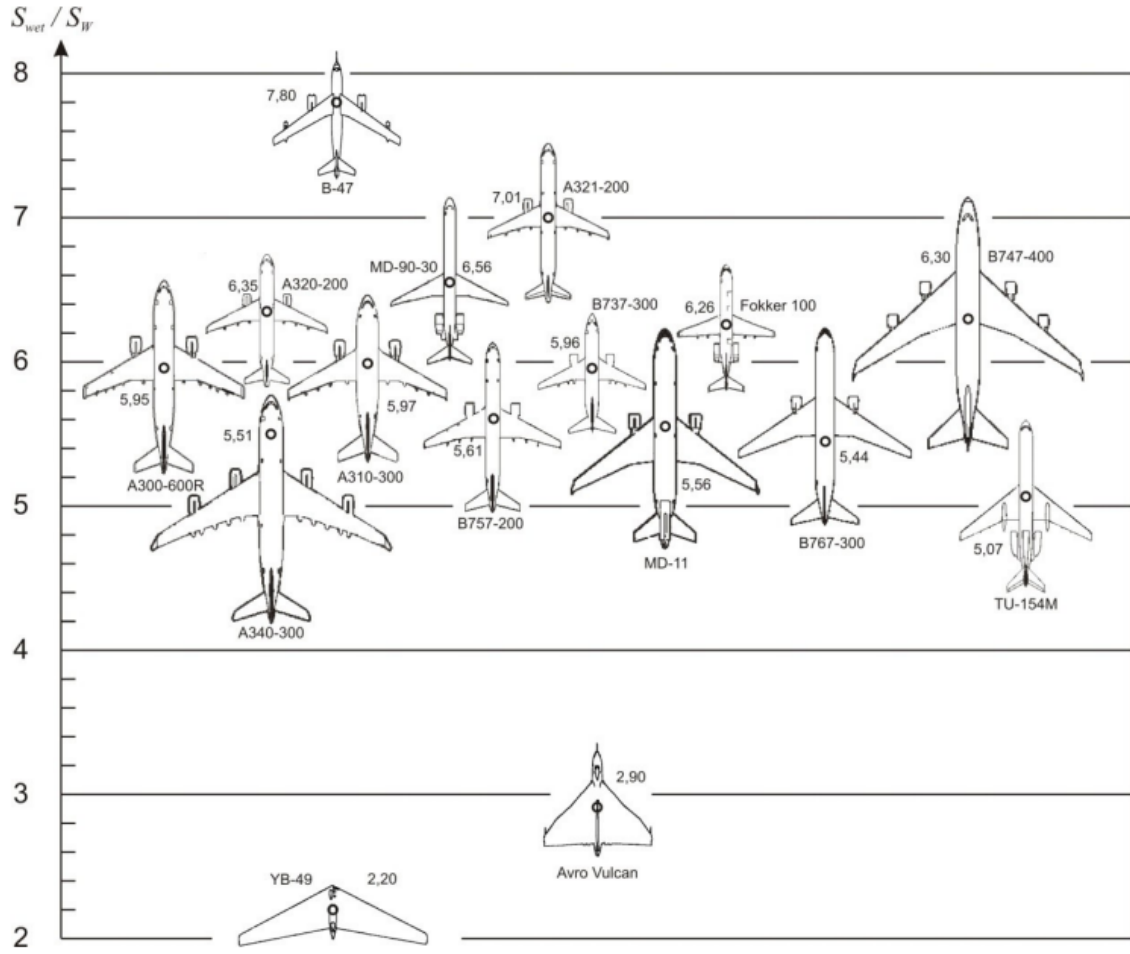 S_wet / S_W
8
7,80
B-47
7,01 A321-200
7
MD-90-30 6,56
6,30 B747-400
6,35 A320-200
B737-300
6,26 Fokker 100
6
5,96
5,95
5,97
5,51
5,61
5,44
A300-600R
A310-300
5,56
5
B757-200
B767-300
5,07
MD-11
TU-154M
A340-300
4
3
2,90
Avro Vulcan
YB-49 2,20
2